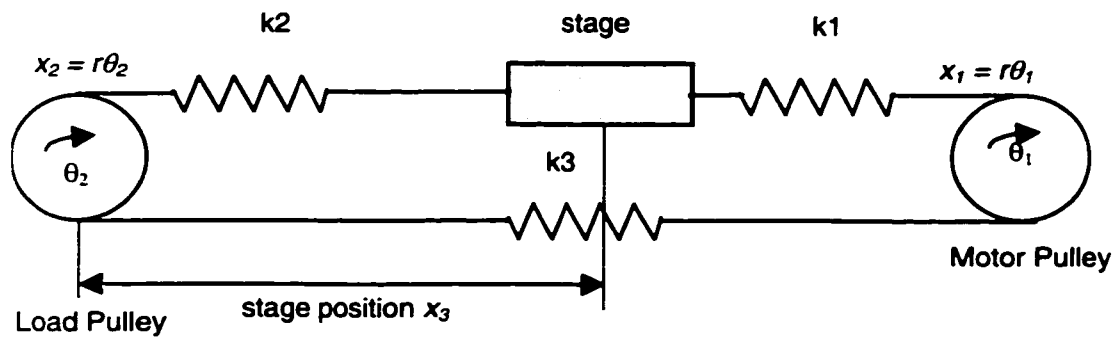 k2
stage
k1
x₂ = rθ₂
x₁ = rθ₁
θ₂
k3
θ₁
Motor Pulley
stage position x₃
Load Pulley